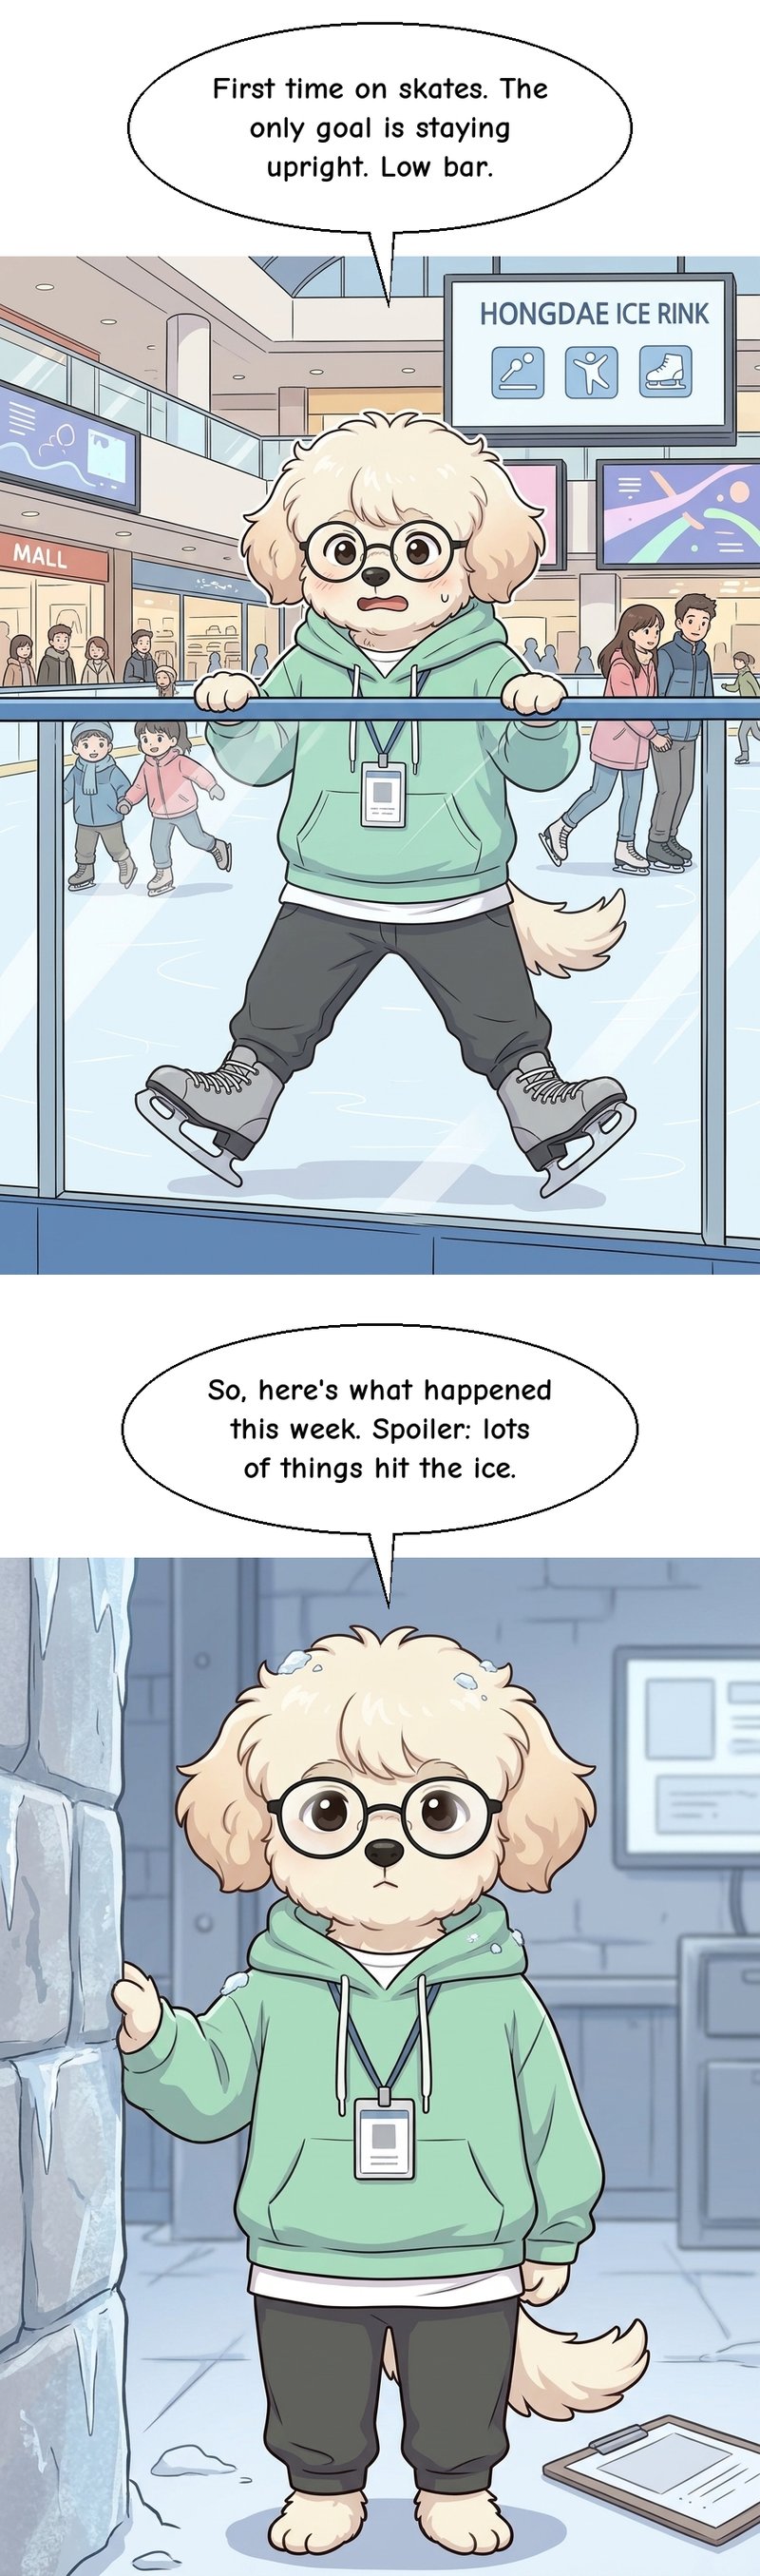 First time on skates. The
only goal is staying
upright. Low bar.
HONGDAE ICE RINK
MALL
So, here's what happened
this week. Spoiler: lots
of things hit the ice.